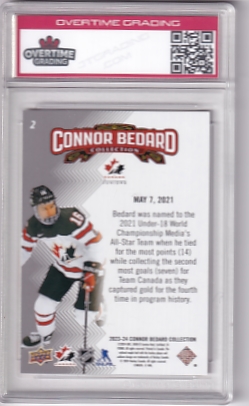 OVERTIME GRADING
OVERTIME
GRADING
2
CONNOR BEDARD
COLLECTION
MAY 7, 2021
Bedard was named to the
2021 Under-18 World
Championship Media's
All-Star Team when he tied
for the most points (14)
while collecting the second
most goals (seven) for
Team Canada as they
captured gold for the fourth
time in program history.
16
2023-24 CONNOR BEDARD COLLECTION